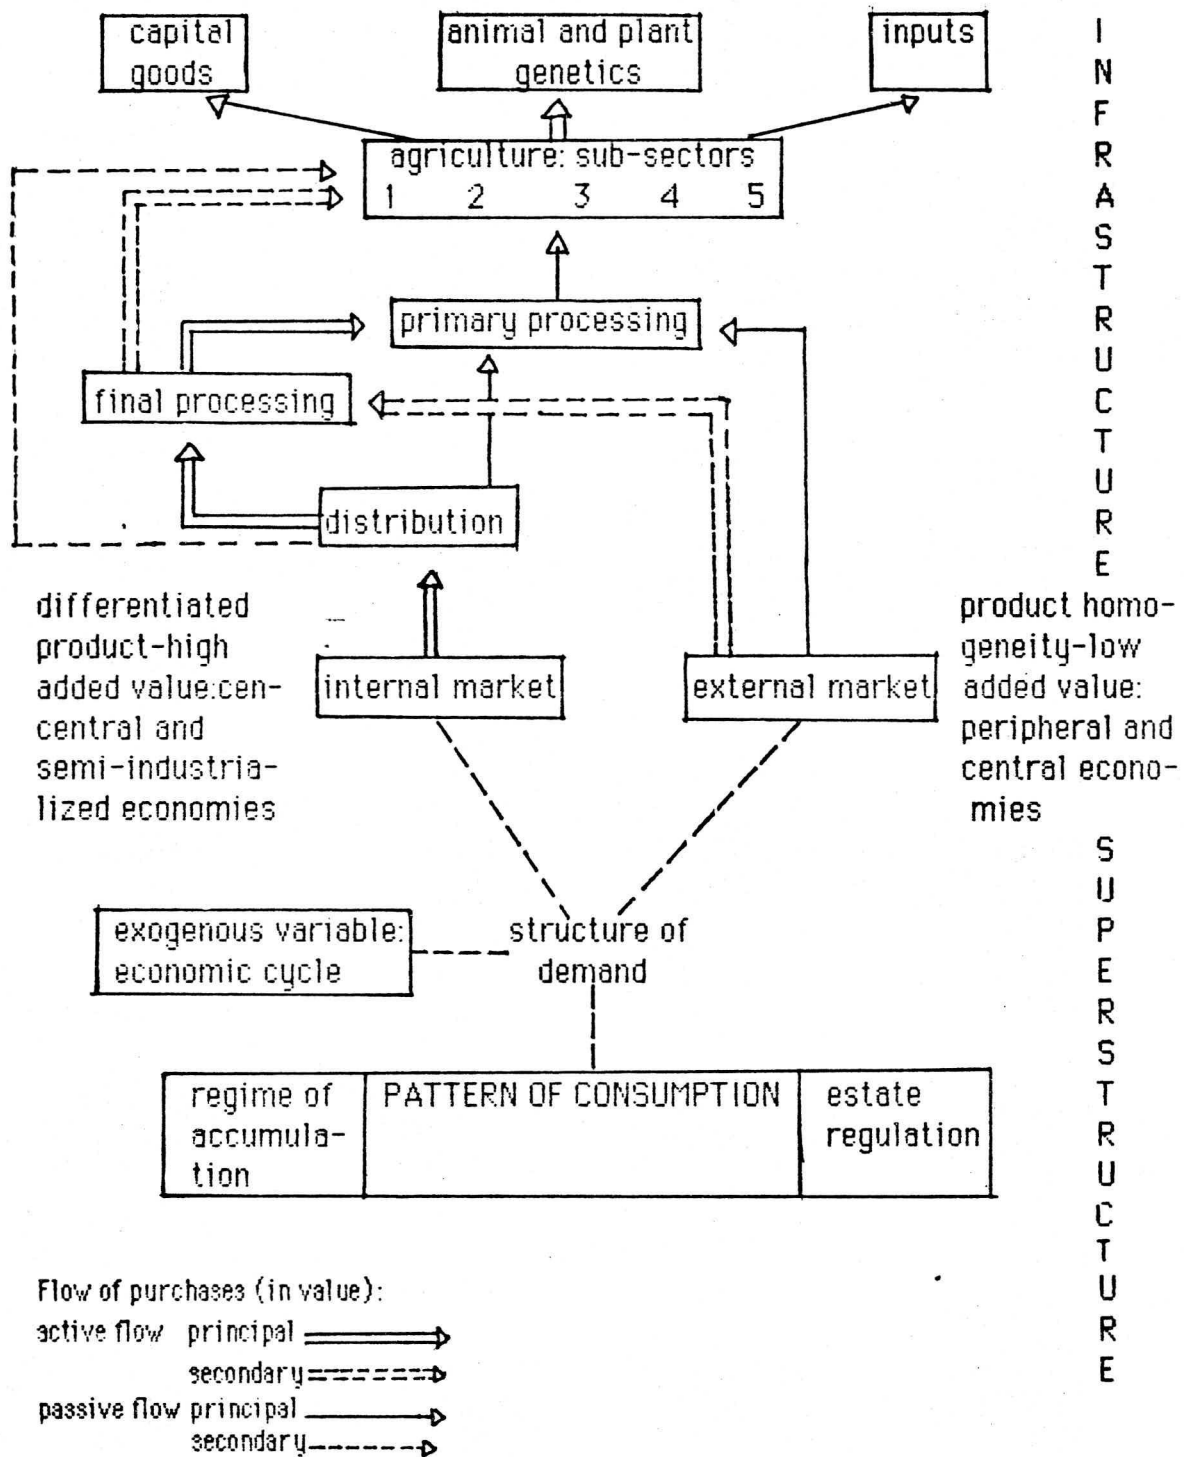 capital
goods
animal and plant
genetics
inputs
agriculture: sub-sectors
1 2 3 4 5
primary processing
final processing
distribution
differentiated
product-high
added value:cen-
central and
semi-industria-
lized economies
internal market
external market
product homo-
geneity-low
added value:
peripheral and
central econo-
mies
exogenous variable:
economic cycle
structure of
demand
regime of
accumula-
tion
PATTERN OF CONSUMPTION
estate
regulation
Flow of purchases (in value):
active flow principal
secondary
passive flow principal
secondary
I
N
F
R
A
S
T
R
U
C
T
U
R
E
S
U
P
E
R
S
T
R
U
C
T
U
R
E